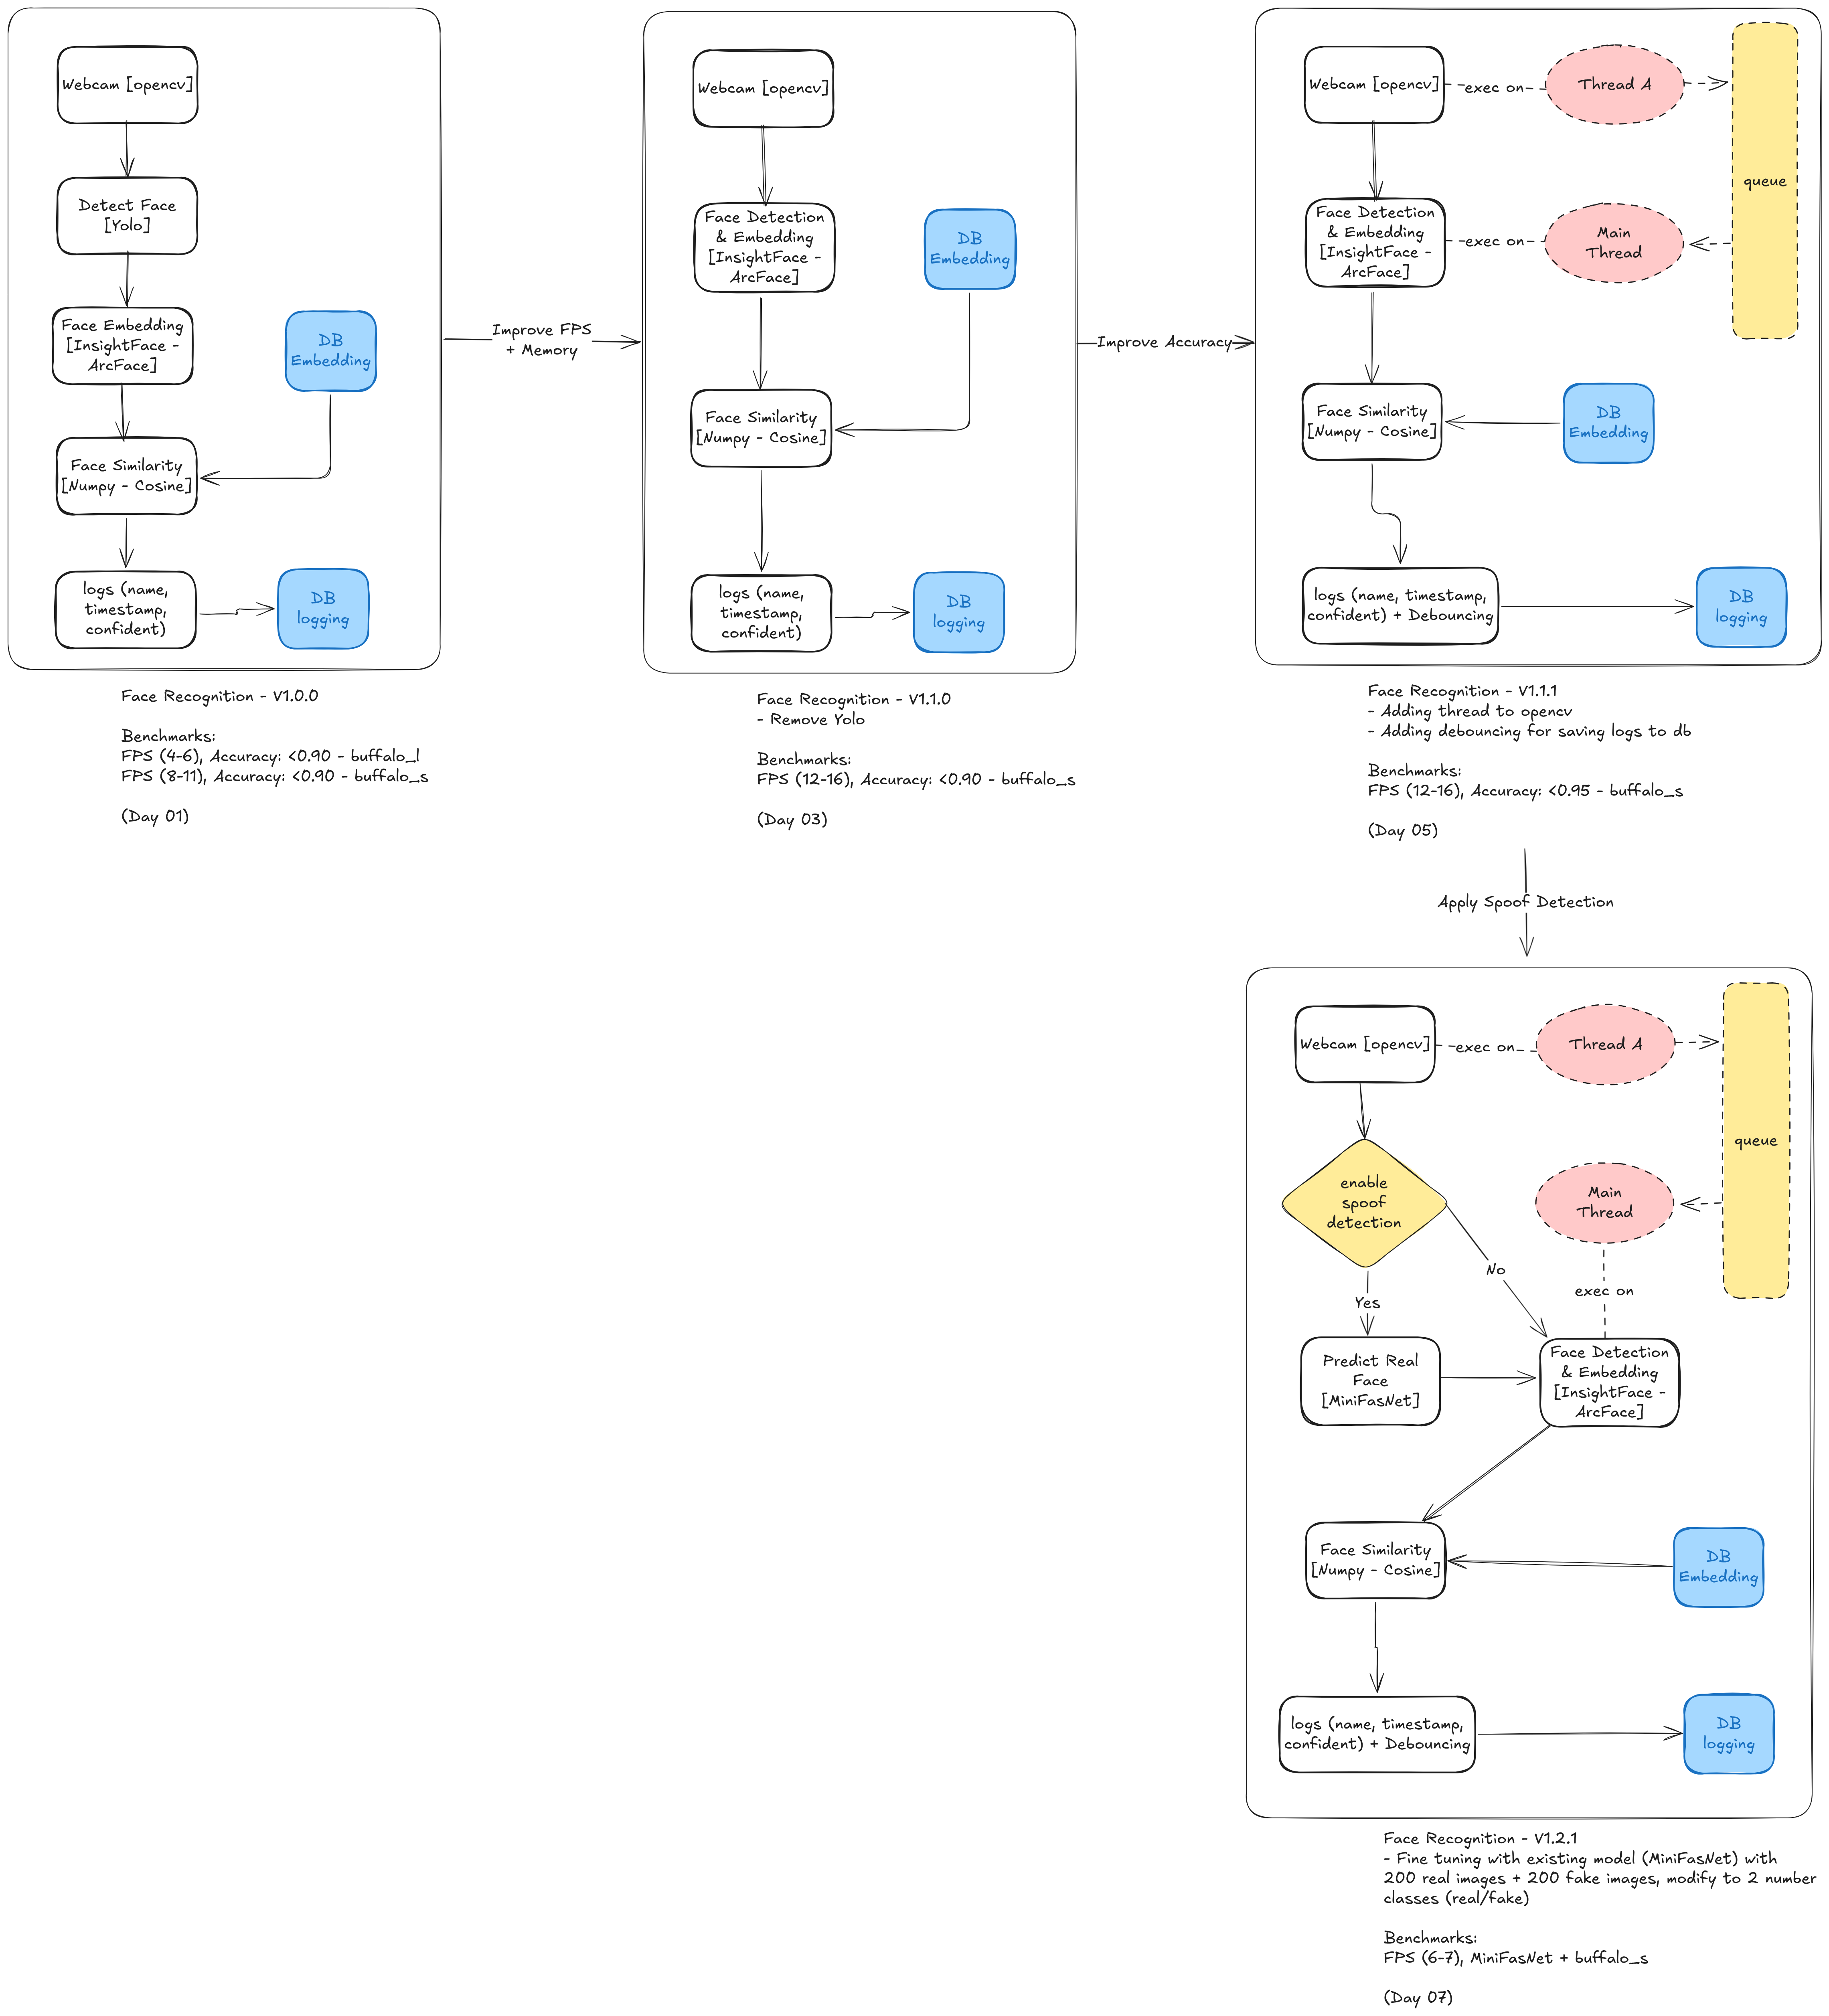 Webcam [opencv]
Detect Face
[Yolo]
Face Embedding
[InsightFace -
ArcFace]
DB
Embedding
Face Similarity
[Numpy - Cosine]
logs (name,
timestamp,
confident)
DB
logging
Face Recognition - V1.0.0
Benchmarks:
FPS (4-6), Accuracy: <0.90 - buffalo_l
FPS (8-11), Accuracy: <0.90 - buffalo_s
(Day 01)
Improve FPS
+ Memory
Webcam [opencv]
Face Detection
& Embedding
[InsightFace -
ArcFace]
DB
Embedding
Face Similarity
[Numpy - Cosine]
logs (name,
timestamp,
confident)
DB
logging
Face Recognition - V1.1.0
- Remove Yolo
Benchmarks:
FPS (12-16), Accuracy: <0.90 - buffalo_s
(Day 03)
Improve Accuracy
Webcam [opencv]
exec on
Thread A
queue
Face Detection
& Embedding
[InsightFace -
ArcFace]
exec on
Main
Thread
Face Similarity
[Numpy - Cosine]
DB
Embedding
logs (name, timestamp,
confident) + Debouncing
DB
logging
Face Recognition - V1.1.1
- Adding thread to opencv
- Adding debouncing for saving logs to db
Benchmarks:
FPS (12-16), Accuracy: <0.95 - buffalo_s
(Day 05)
Apply Spoof Detection
Webcam [opencv]
exec on
Thread A
queue
enable
spoof
detection
Main
Thread
No
exec on
Yes
Predict Real
Face
[MiniFasNet]
Face Detection
& Embedding
[InsightFace -
ArcFace]
Face Similarity
[Numpy - Cosine]
DB
Embedding
logs (name, timestamp,
confident) + Debouncing
DB
logging
Face Recognition - V1.2.1
- Fine tuning with existing model (MiniFasNet) with
200 real images + 200 fake images, modify to 2 number
classes (real/fake)
Benchmarks:
FPS (6-7), MiniFasNet + buffalo_s
(Day 07)